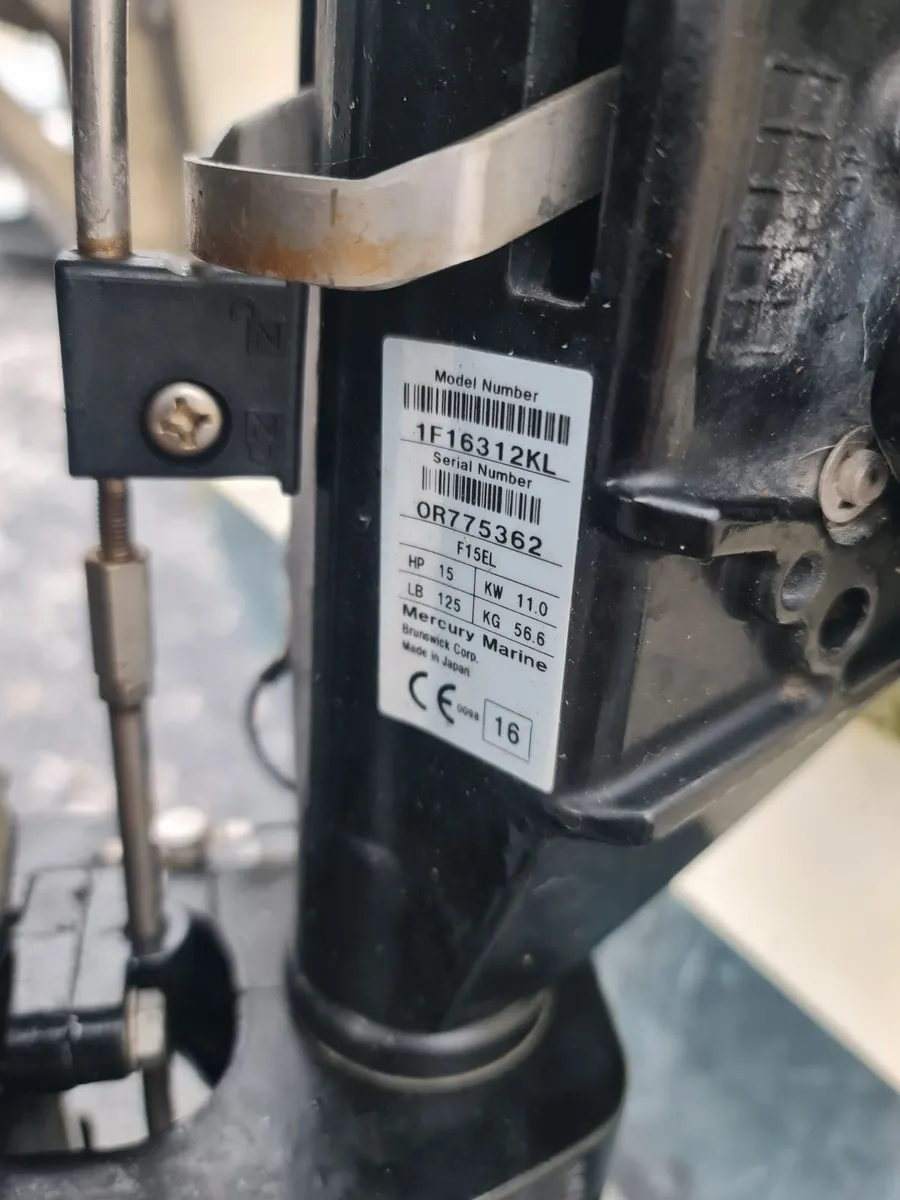 Model Number
1F16312KL
Serial Number
0R775362
F15EL
HP 15 KW 11.0
LB 125 KG 56.6
Mercury Marine
Brunswick Corp.
Made in Japan
CE 0098 16